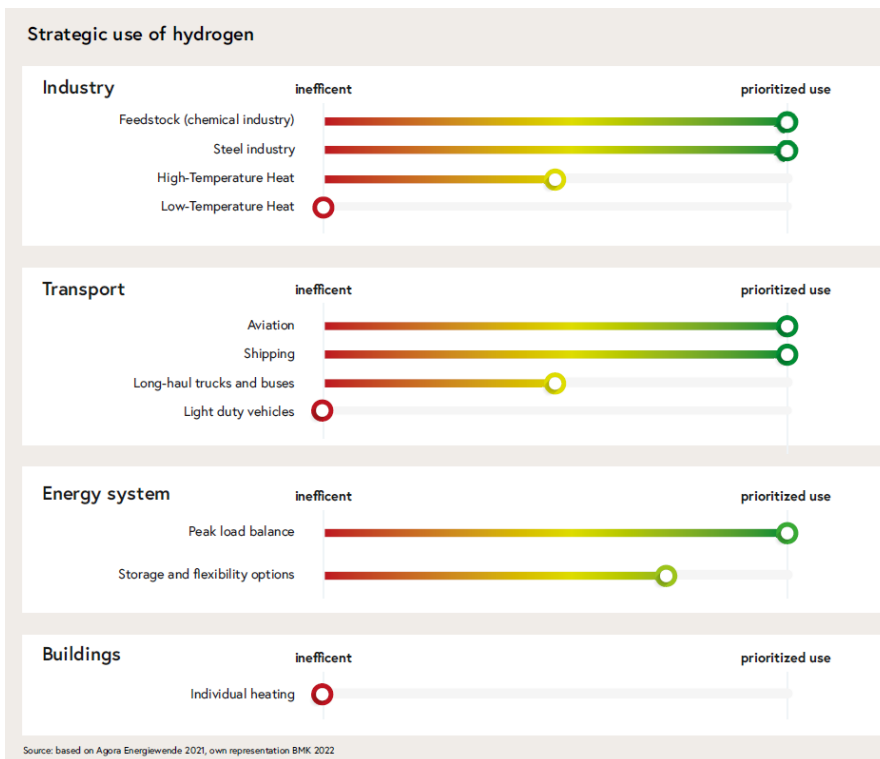 Strategic use of hydrogen
Industry
inefficent prioritized use
Feedstock (chemical industry)
Steel industry
High-Temperature Heat
Low-Temperature Heat
Transport
inefficent prioritized use
Aviation
Shipping
Long-haul trucks and buses
Light duty vehicles
Energy system
inefficent prioritized use
Peak load balance
Storage and flexibility options
Buildings
inefficent prioritized use
Individual heating
Source: based on Agora Energiewende 2021, own representation BMK 2022